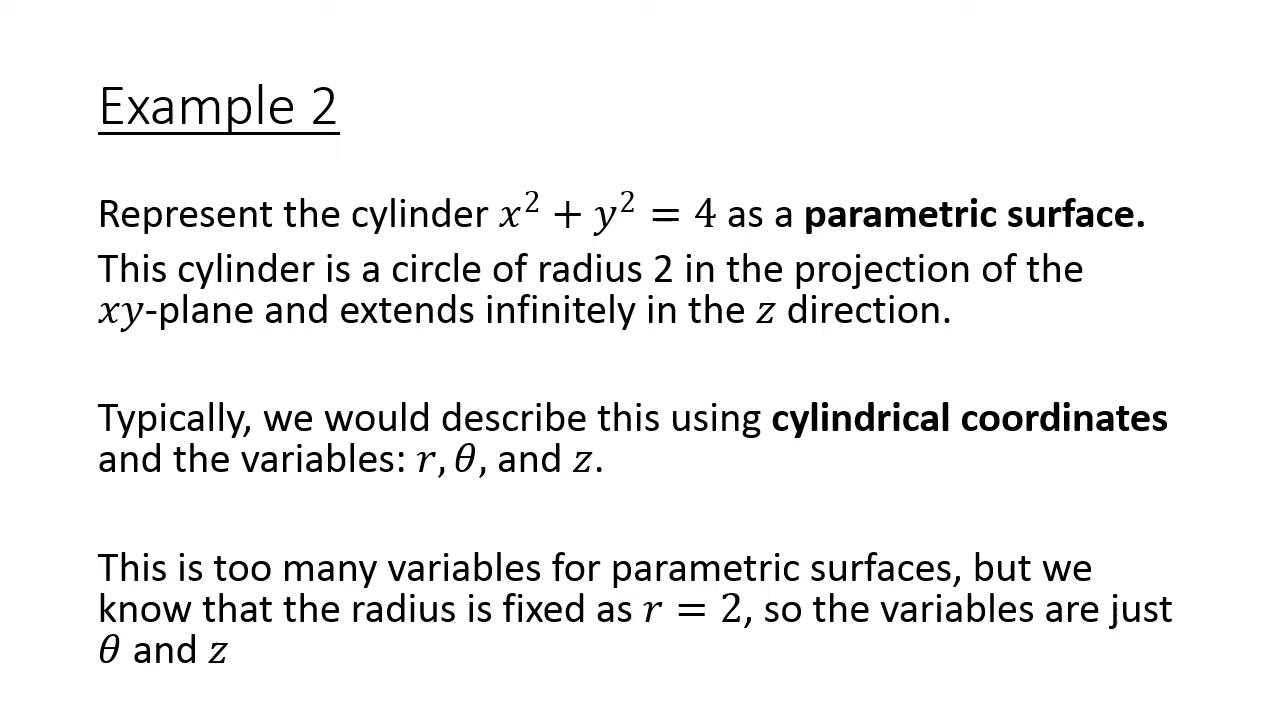 Example 2
Represent the cylinder 𝑥² + 𝑦² = 4 as a parametric surface.
This cylinder is a circle of radius 2 in the projection of the
𝑥𝑦-plane and extends infinitely in the 𝑧 direction.
Typically, we would describe this using cylindrical coordinates
and the variables: 𝑟, 𝜃, and 𝑧.
This is too many variables for parametric surfaces, but we
know that the radius is fixed as 𝑟 = 2, so the variables are just
𝜃 and 𝑧